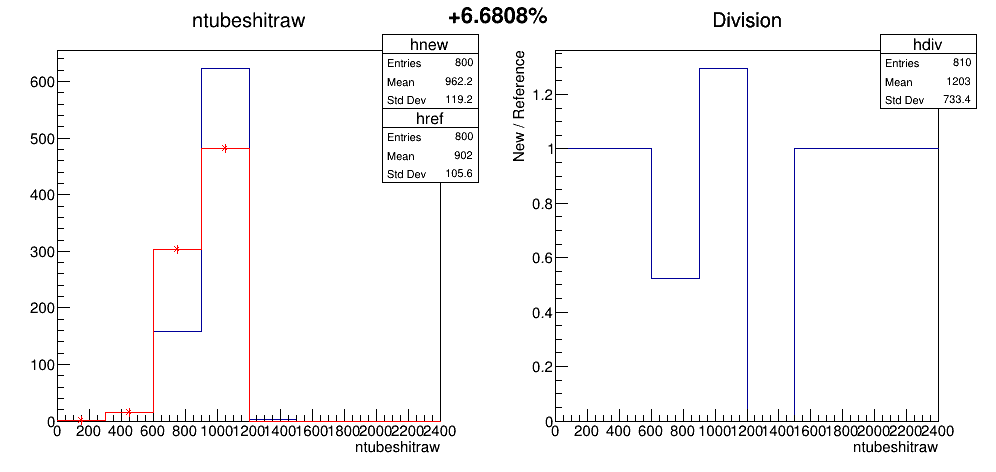 +6.6808%
ntubeshitraw
hnew
Entries 800
Mean 962.2
Std Dev 119.2
href
Entries 800
Mean 902
Std Dev 105.6
600
500
400
300
200
100
0
0 200 400 600 800 1000 1200 1400 1600 1800 2000 2200 2400
ntubeshitraw
Division
hdiv
Entries 810
Mean 1203
Std Dev 733.4
New / Reference
1.2
1
0.8
0.6
0.4
0.2
0
0 200 400 600 800 1000 1200 1400 1600 1800 2000 2200 2400
ntubeshitraw